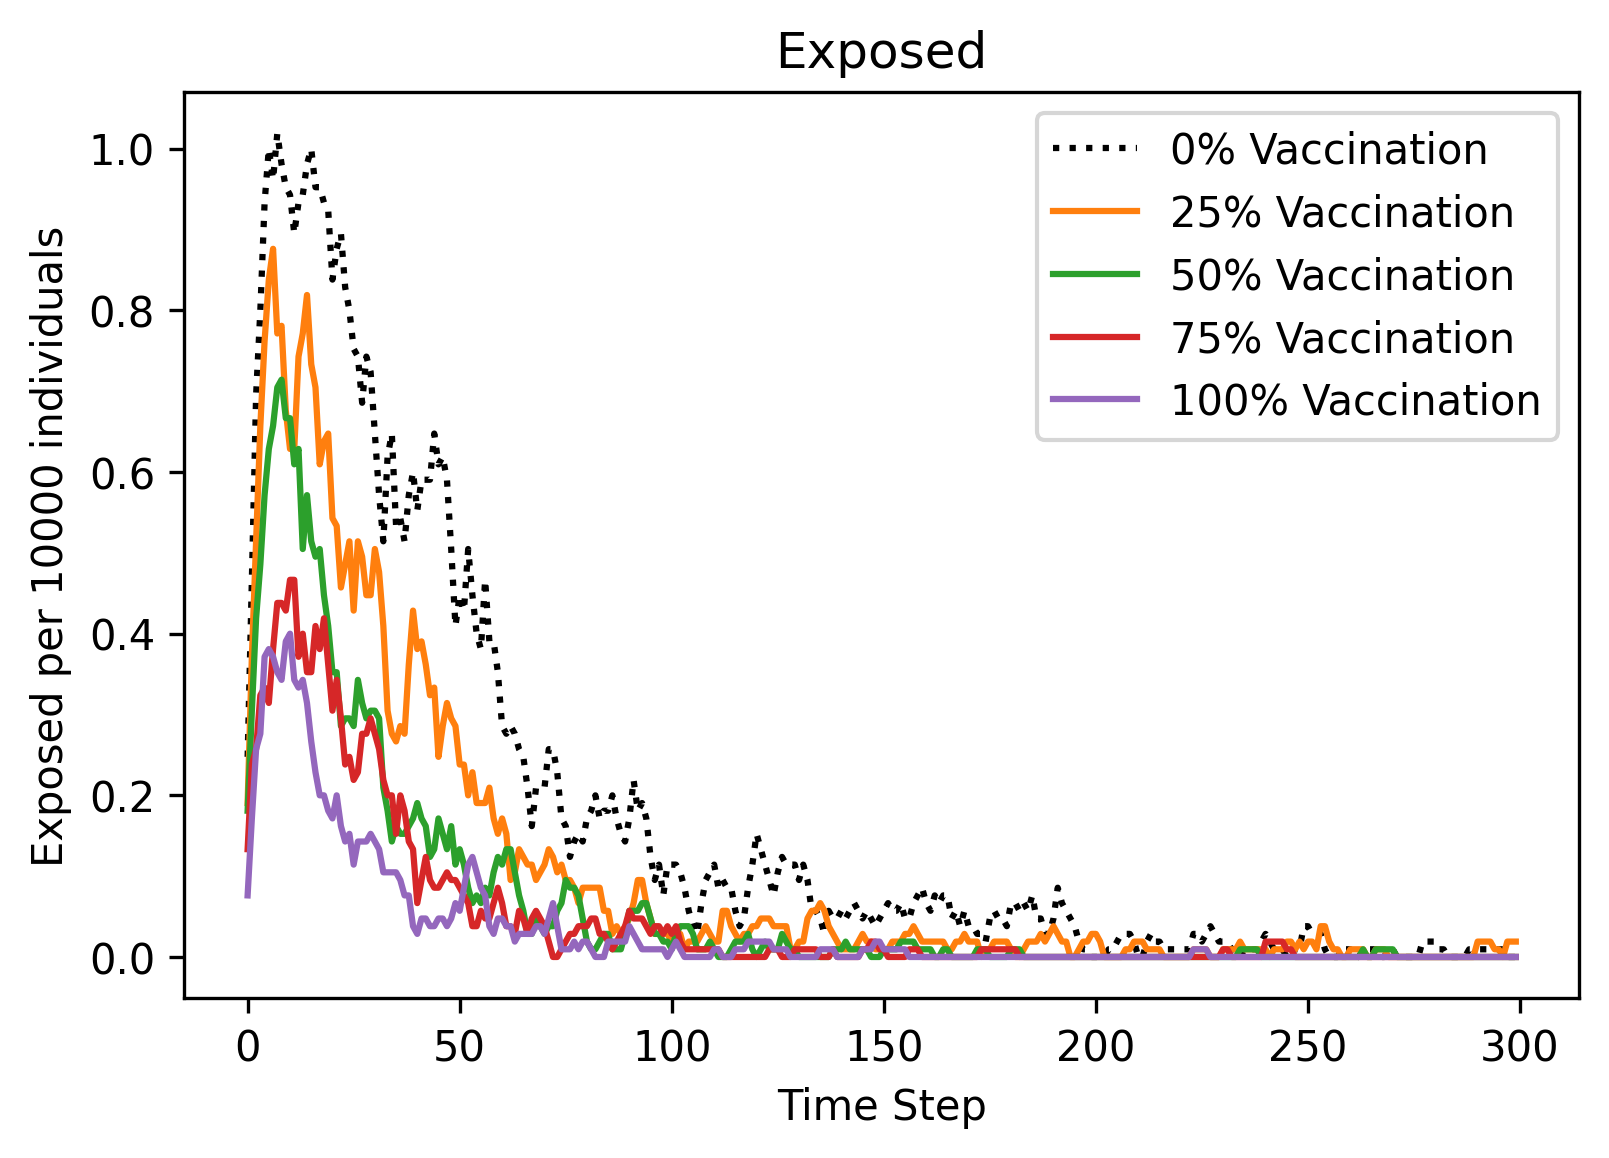 Exposed
1.0
0.8
0.6
0.4
0.2
0.0
Exposed per 10000 individuals
0% Vaccination
25% Vaccination
50% Vaccination
75% Vaccination
100% Vaccination
0 50 100 150 200 250 300
Time Step